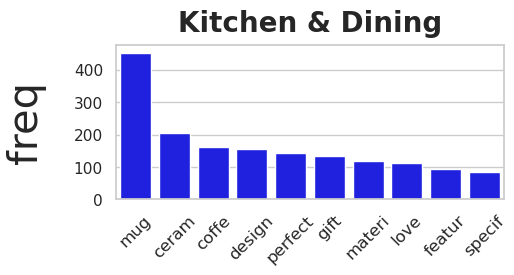 Kitchen & Dining
freq
400
300
200
100
0
mug
ceram
coffe
design
perfect
gift
materi
love
featur
specif